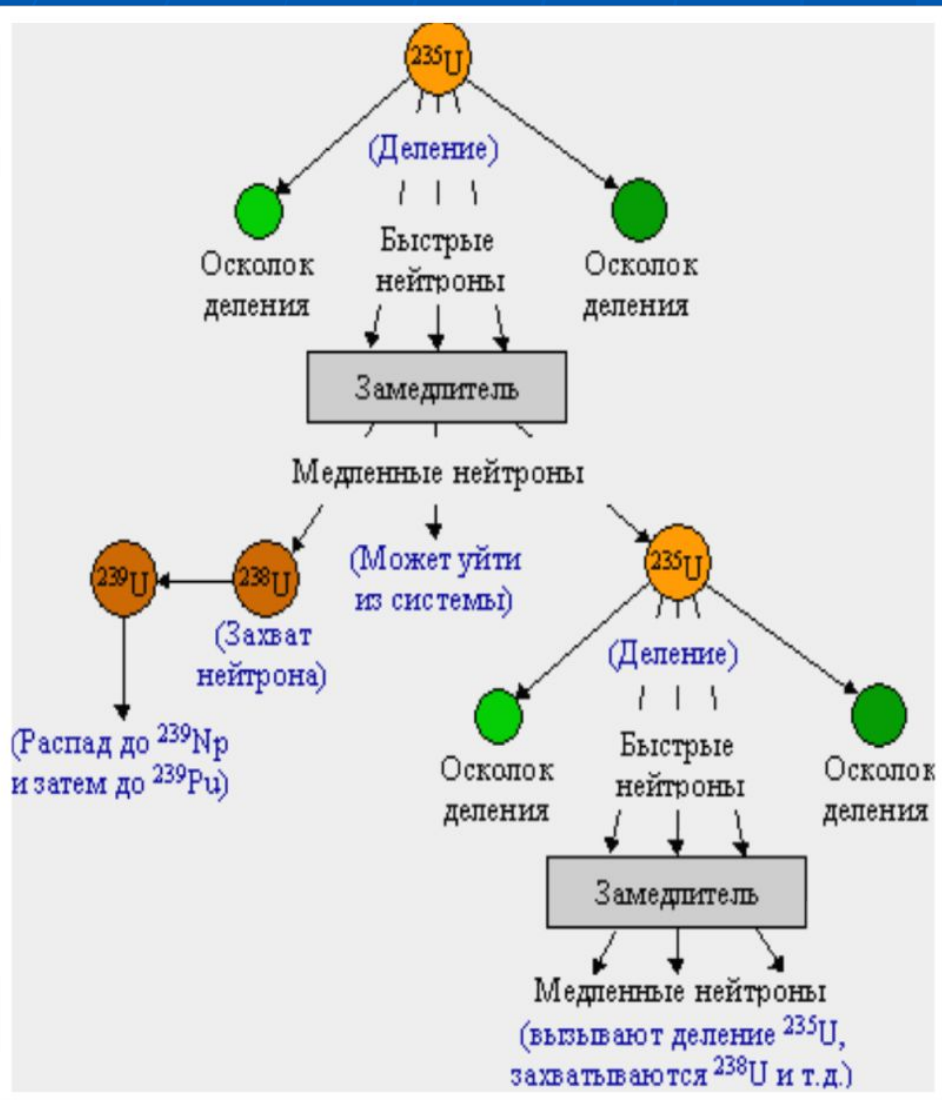 ²³⁵U
(Деление)
Быстрые
нейтроны
Осколок
деления
Осколок
деления
Замедлитель
Медленные нейтроны
²³⁹U
²³⁸U
(Захват
нейтрона)
(Может уйти
из системы)
²³⁵U
(Распад до ²³⁹Np
и затем до ²³⁹Pu)
(Деление)
Быстрые
нейтроны
Осколок
деления
Осколок
деления
Замедлитель
Медленные нейтроны
(вызывают деление ²³⁵U,
захватываются ²³⁸U и т.д.)